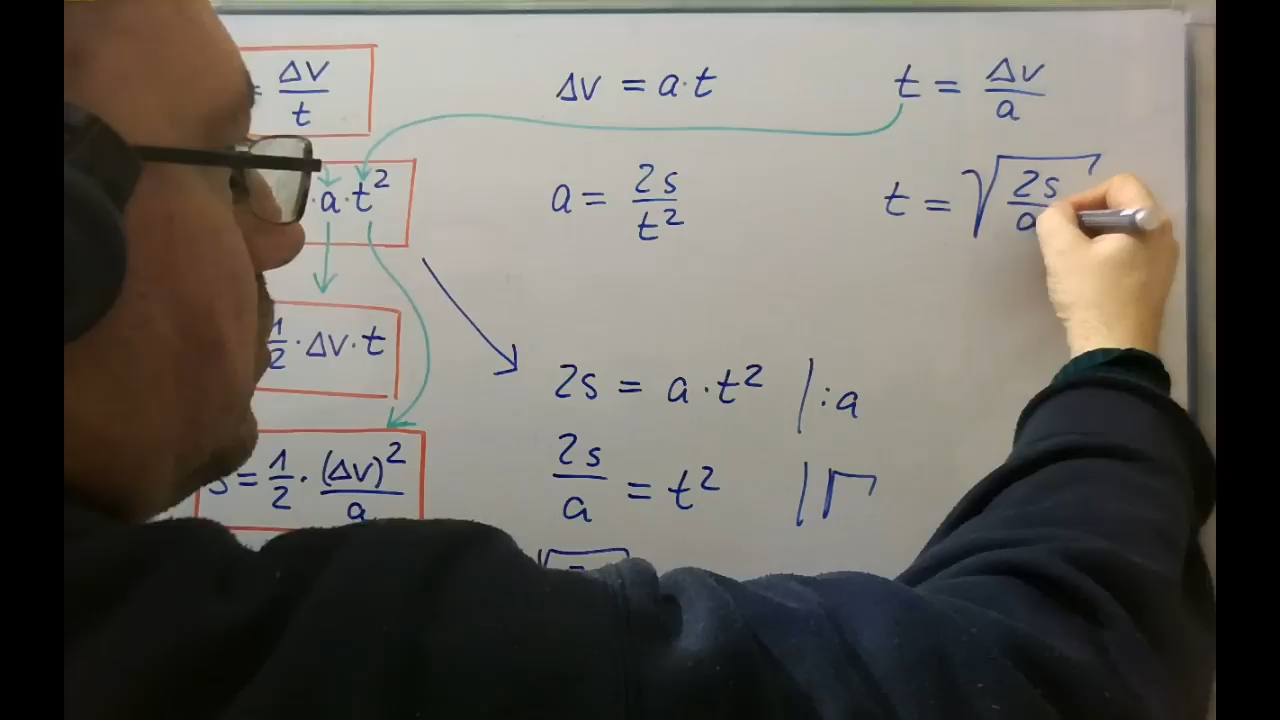 = Δv/t
Δv = a·t
t = Δv/a
·a·t²
a = 2s/t²
t = √(2s/a)
1/2·Δv·t
2s = a·t² |:a
s = 1/2·(Δv)²/a
2s/a = t² |√